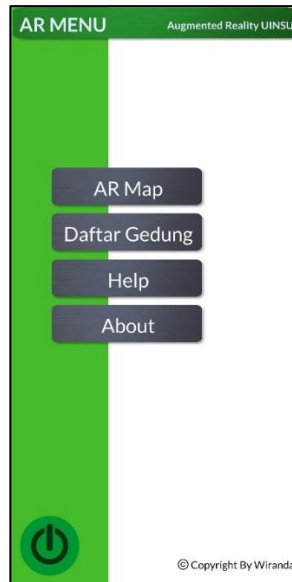 AR MENU
Augmented Reality UINSU
AR Map
Daftar Gedung
Help
About
© Copyright By Wiranda